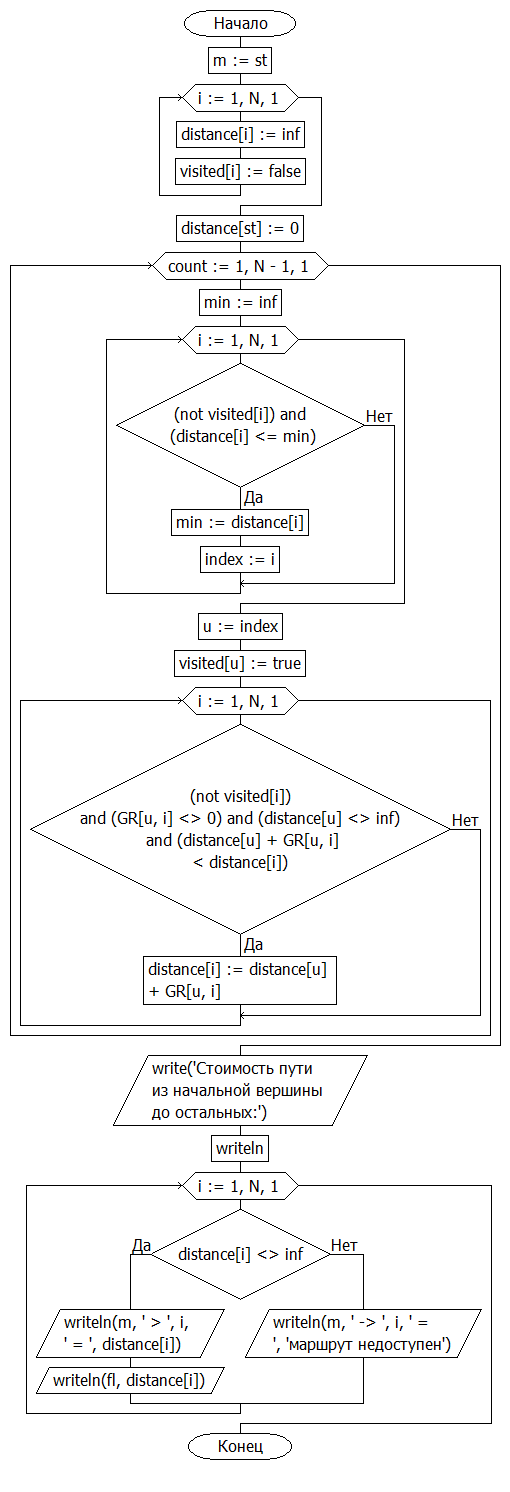 Начало
m := st
i := 1, N, 1
distance[i] := inf
visited[i] := false
distance[st] := 0
count := 1, N - 1, 1
min := inf
i := 1, N, 1
(not visited[i]) and
(distance[i] <= min)
Нет
Да
min := distance[i]
index := i
u := index
visited[u] := true
i := 1, N, 1
(not visited[i])
and (GR[u, i] <> 0) and (distance[u] <> inf)
and (distance[u] + GR[u, i]
< distance[i])
Нет
Да
distance[i] := distance[u]
+ GR[u, i]
write('Стоимость пути
из начальной вершины
до остальных:')
writeln
i := 1, N, 1
Да
distance[i] <> inf
Нет
writeln(m, ' > ', i,
' = ', distance[i])
writeln(fl, distance[i])
writeln(m, ' -> ', i, ' =
', 'маршрут недоступен')
Конец